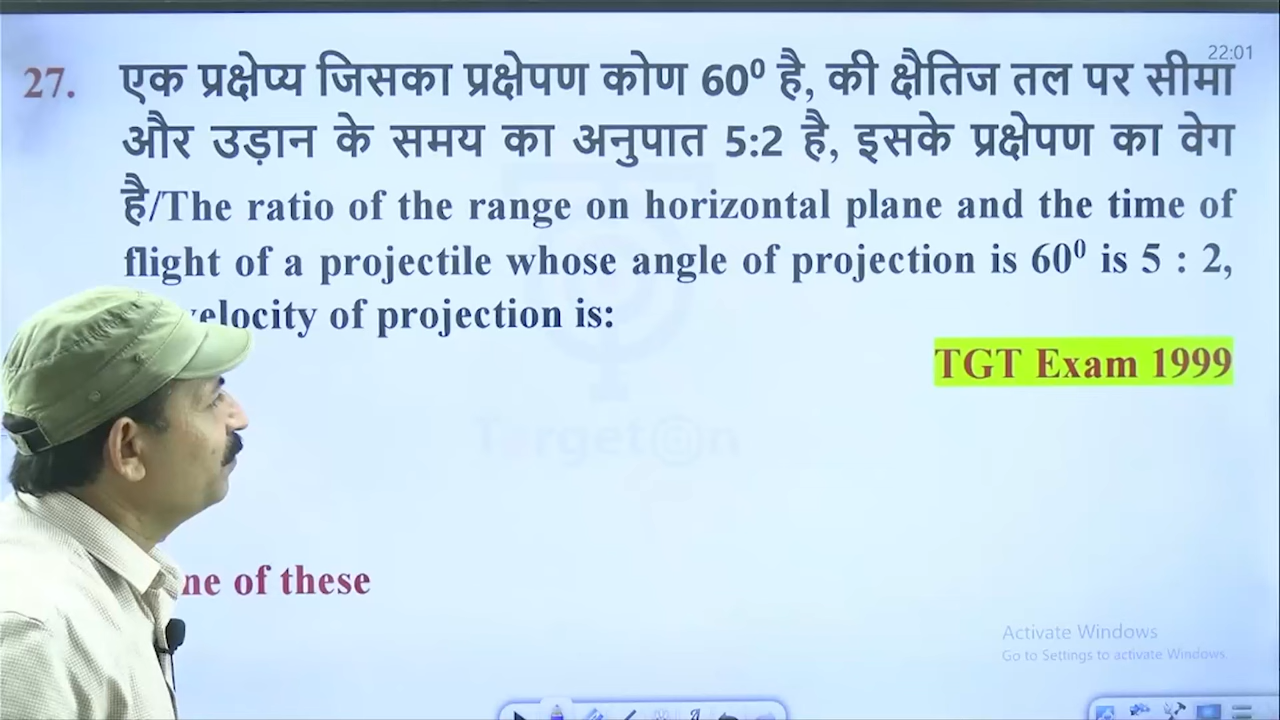 22:01
27. एक प्रक्षेप्य जिसका प्रक्षेपण कोण 60⁰ है, की क्षैतिज तल पर सीमा
और उड़ान के समय का अनुपात 5:2 है, इसके प्रक्षेपण का वेग
है/The ratio of the range on horizontal plane and the time of
flight of a projectile whose angle of projection is 60⁰ is 5 : 2,
velocity of projection is:
TGT Exam 1999
Target@n
of these
Activate Windows
Go to Settings to activate Windows.